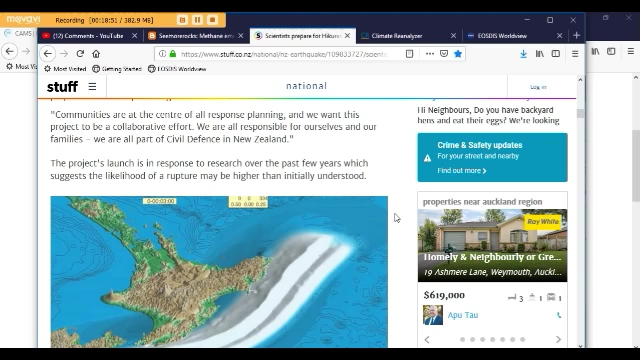 movavi
Recording
00:18:51 / 382.9 MB
(2) Comments - YouTube
Seemorerocks: Methane em
Scientists prepare for Hikuran
Climate Reanalyzer
EOSDIS Worldview
https://www.stuff.co.nz/national/nz-earthquake/109833727/scienti
Most Visited
Getting Started
EOSDIS Worldview
Most Visited
stuff
national
Log in
"Communities are at the centre of all response planning, and we want this
project to be a collaborative effort. We are all responsible for ourselves and our
families – we are all part of Civil Defence in New Zealand."
The project's launch is in response to research over the past few years which
suggests the likelihood of a rupture may be higher than initially understood.
Hi Neighbours, Do you have backyard
hens and eat their eggs? We're looking
Crime & Safety updates
For your street and nearby
Find out more
properties near auckland region
Ray White
Homely & Neighbourly or Gre...
19 Ashmere Lane, Weymouth, Auckl...
$619,000
3
1
1
Apu Tau